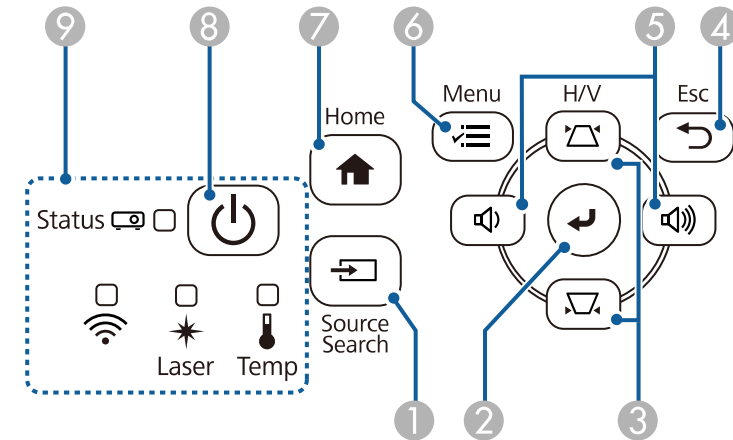 9 8 7 6 5 4
Home
Menu H/V Esc
Status
Source
Search
Laser Temp
1 2 3